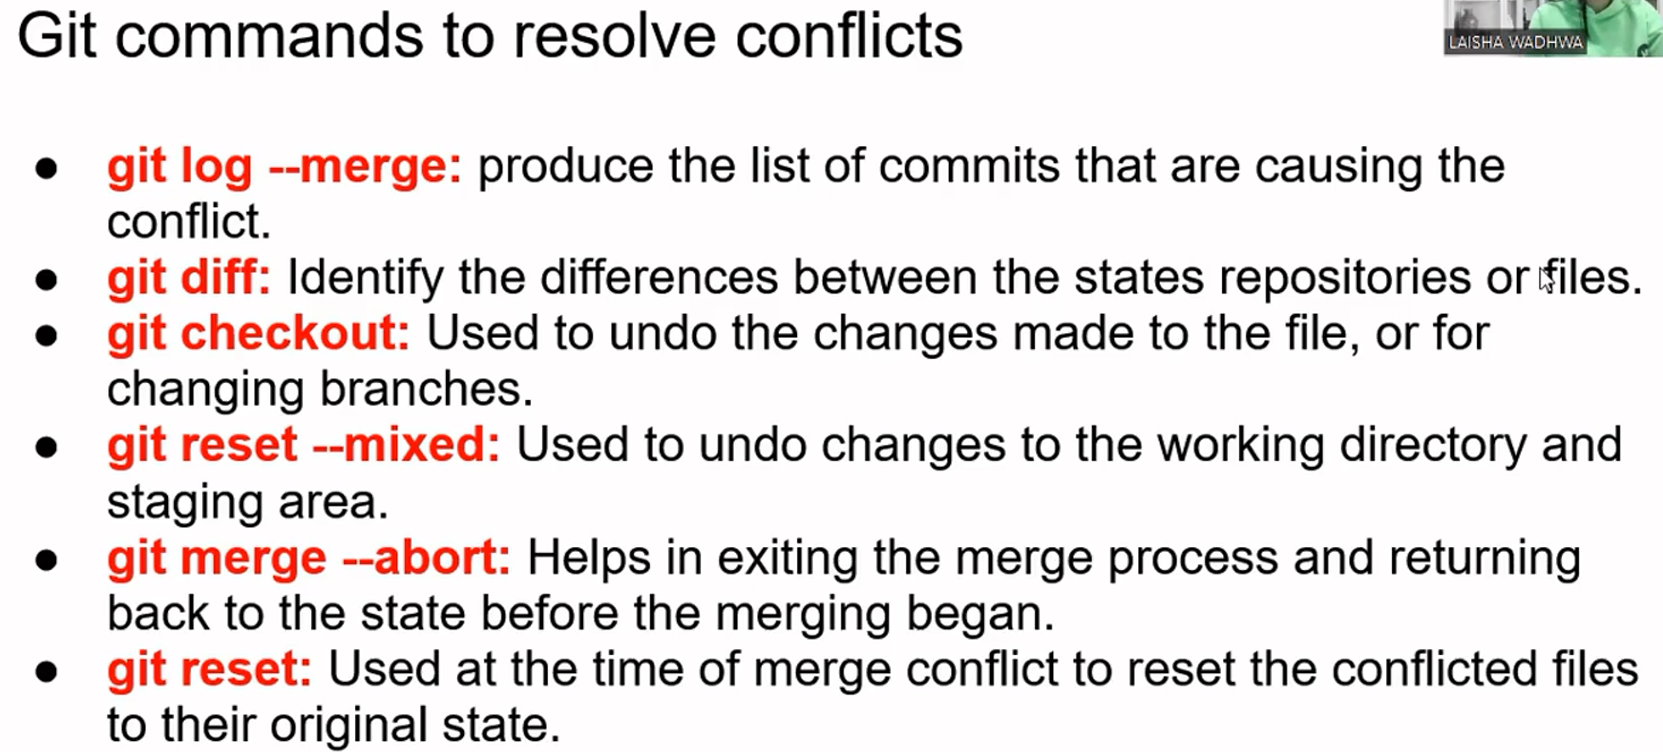 Git commands to resolve conflicts
LAISHA WADHWA
● git log --merge: produce the list of commits that are causing the
conflict.
● git diff: Identify the differences between the states repositories or files.
● git checkout: Used to undo the changes made to the file, or for
changing branches.
● git reset --mixed: Used to undo changes to the working directory and
staging area.
● git merge --abort: Helps in exiting the merge process and returning
back to the state before the merging began.
● git reset: Used at the time of merge conflict to reset the conflicted files
to their original state.